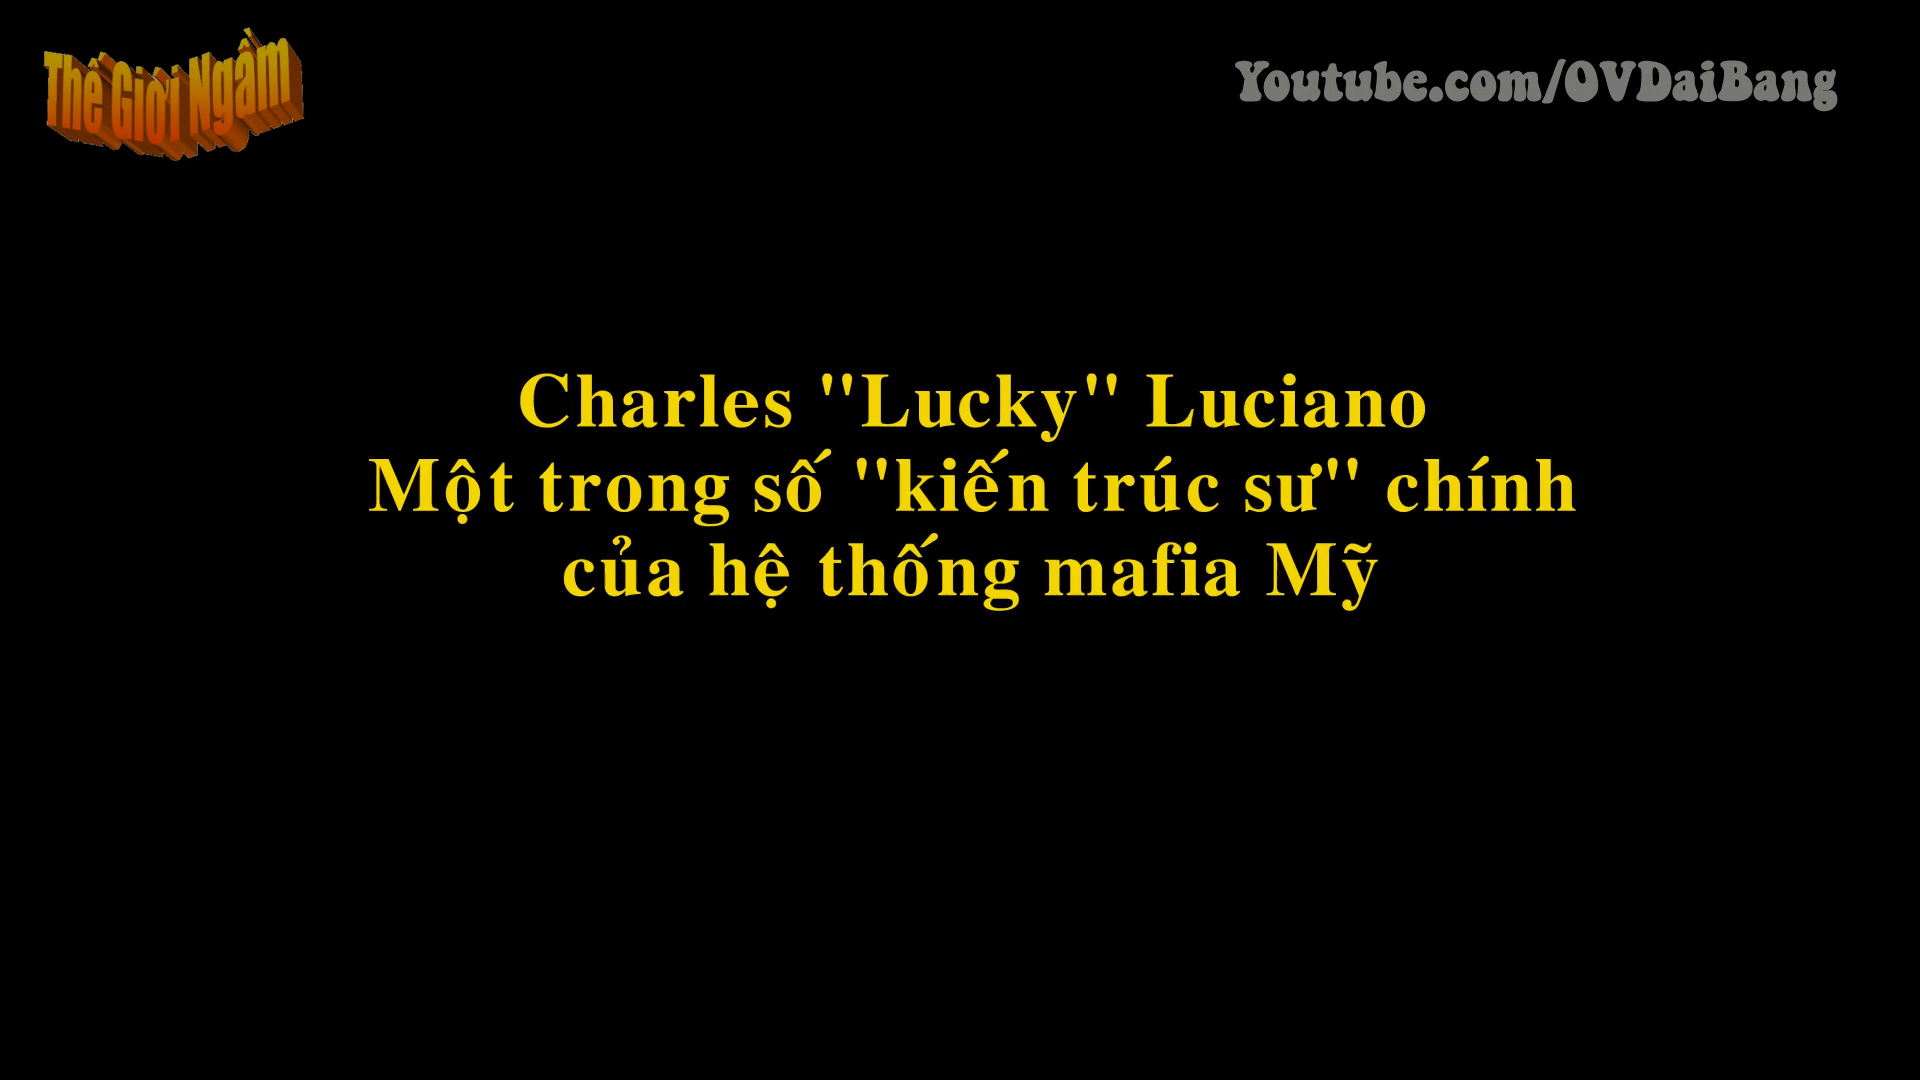 Thế Giới Ngầm
Youtube.com/OVDaiBang
Charles "Lucky" Luciano
Một trong số "kiến trúc sư" chính
của hệ thống mafia Mỹ